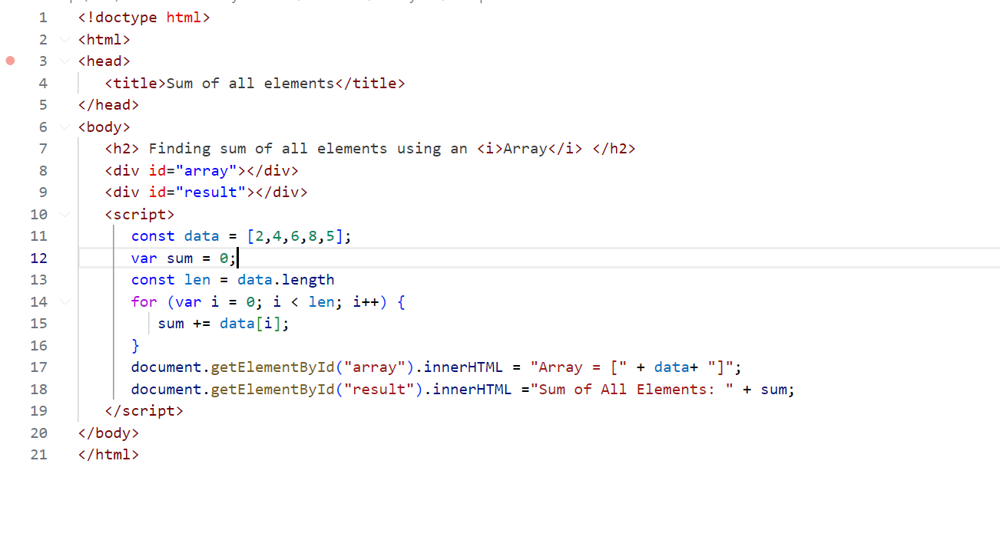 1 <!doctype html>
2 <html>
3 <head>
4 <title>Sum of all elements</title>
5 </head>
6 <body>
7 <h2> Finding sum of all elements using an <i>Array</i> </h2>
8 <div id="array"></div>
9 <div id="result"></div>
10 <script>
11 const data = [2,4,6,8,5];
12 var sum = 0;
13 const len = data.length
14 for (var i = 0; i < len; i++) {
15 sum += data[i];
16 }
17 document.getElementById("array").innerHTML = "Array = [" + data+ "]";
18 document.getElementById("result").innerHTML ="Sum of All Elements: " + sum;
19 </script>
20 </body>
21 </html>